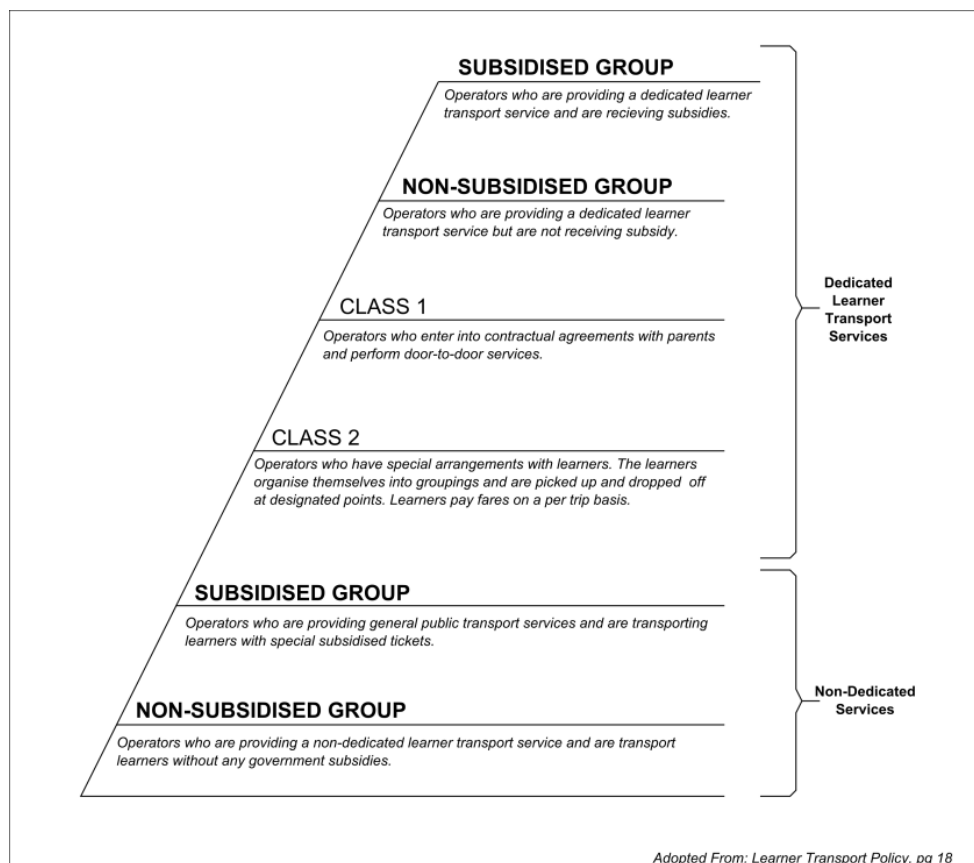 SUBSIDISED GROUP
Operators who are providing a dedicated learner
transport service and are recieving subsidies.
NON-SUBSIDISED GROUP
Operators who are providing a dedicated learner
transport service but are not receiving subsidy.
CLASS 1
Operators who enter into contractual agreements with parents
and perform door-to-door services.
CLASS 2
Operators who have special arrangements with learners. The learners
organise themselves into groupings and are picked up and dropped off
at designated points. Learners pay fares on a per trip basis.
Dedicated
Learner
Transport
Services
SUBSIDISED GROUP
Operators who are providing general public transport services and are transporting
learners with special subsidised tickets.
NON-SUBSIDISED GROUP
Operators who are providing a non-dedicated learner transport service and are transport
learners without any government subsidies.
Non-Dedicated
Services
Adopted From: Learner Transport Policy, pg 18